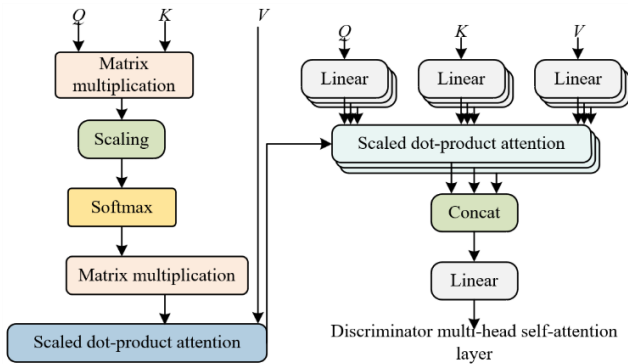 Q K V
Matrix
multiplication
Scaling
Softmax
Matrix multiplication
Scaled dot-product attention
Q K V
Linear Linear Linear
Scaled dot-product attention
Concat
Linear
Discriminator multi-head self-attention
layer